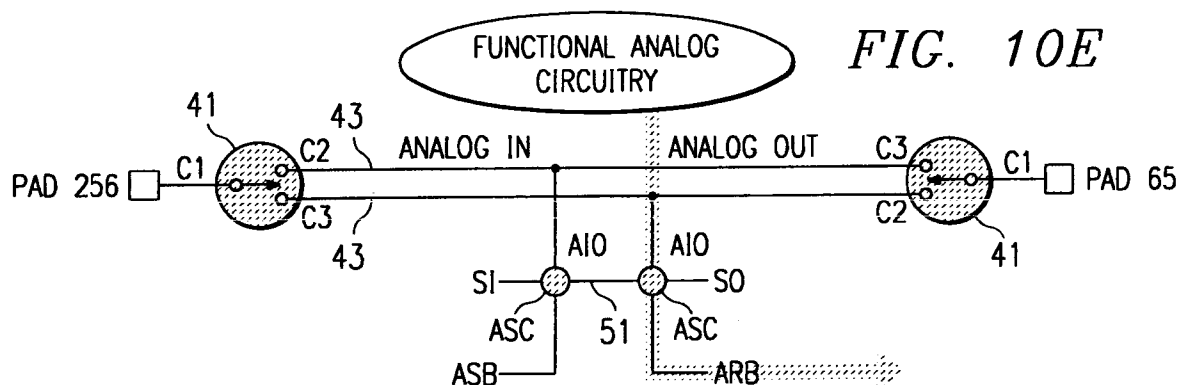 FUNCTIONAL ANALOG
CIRCUITRY
FIG. 10E
41
43
ANALOG IN
ANALOG OUT
C1
C2
C3
C1
PAD 256
PAD 65
C3
C2
43
AIO
AIO
41
SI
SO
ASC
51
ASC
ASB
ARB